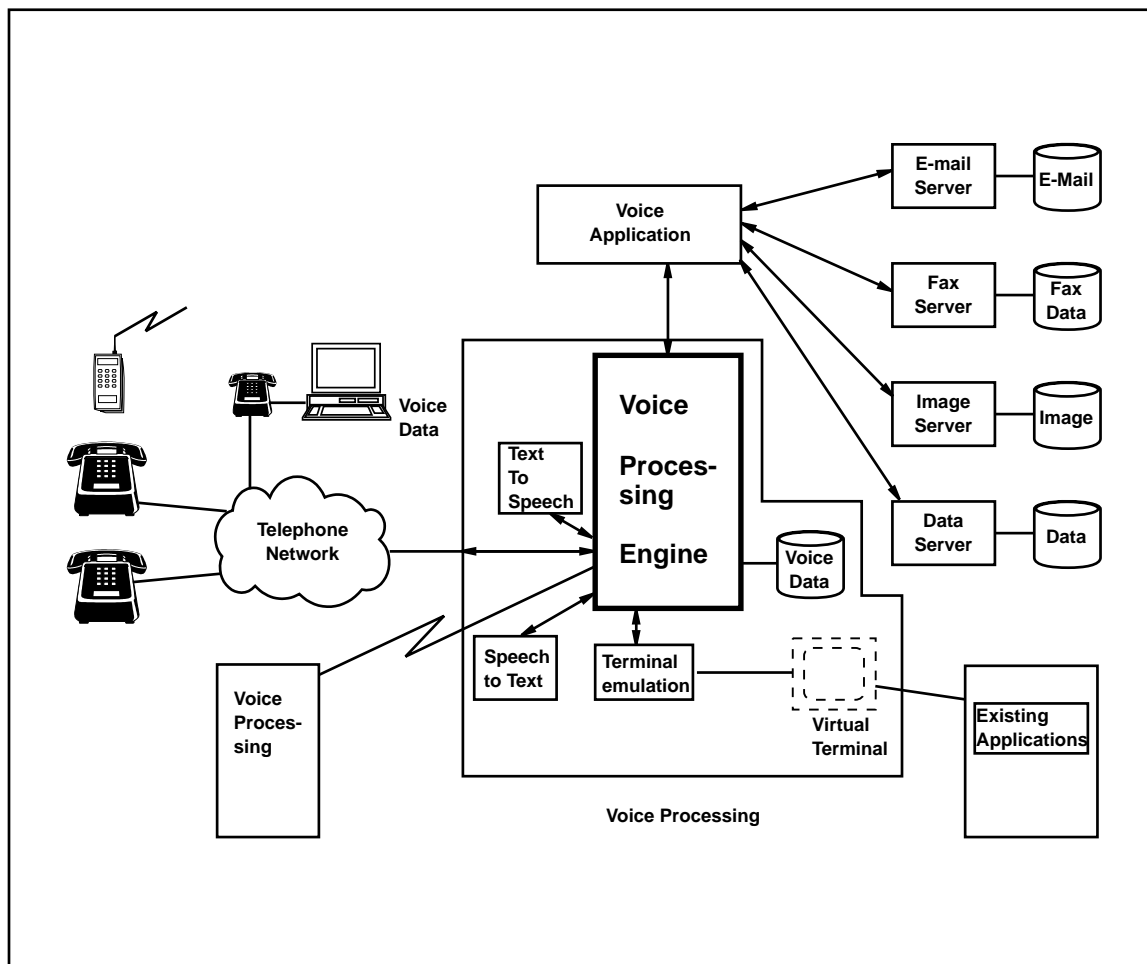 E-mail
Server
E-Mail
Voice
Application
Fax
Server
Fax
Data
Voice
Data
Image
Server
Image
Voice
Proces-
sing
Engine
Text
To
Speech
Telephone
Network
Data
Server
Data
Voice
Data
Speech
to Text
Terminal
emulation
Voice
Proces-
sing
Virtual
Terminal
Existing
Applications
Voice Processing